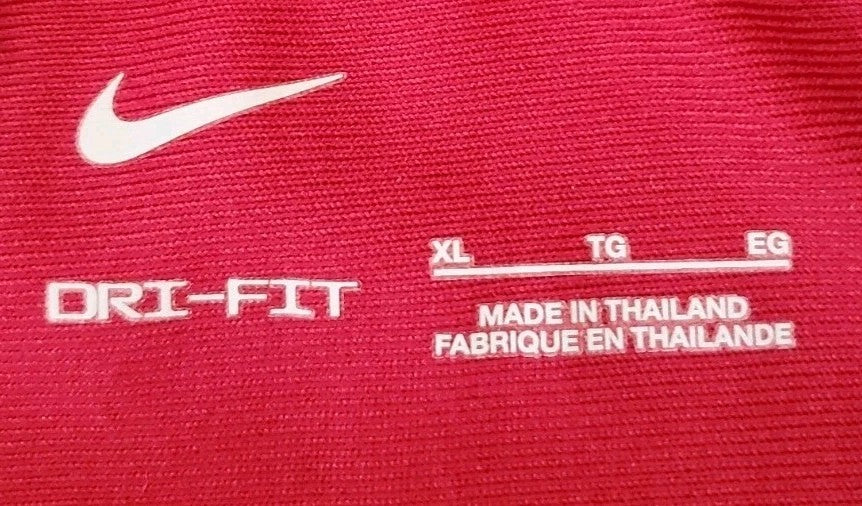 DRI-FIT
XL TG EG
MADE IN THAILAND
FABRIQUE EN THAILANDE